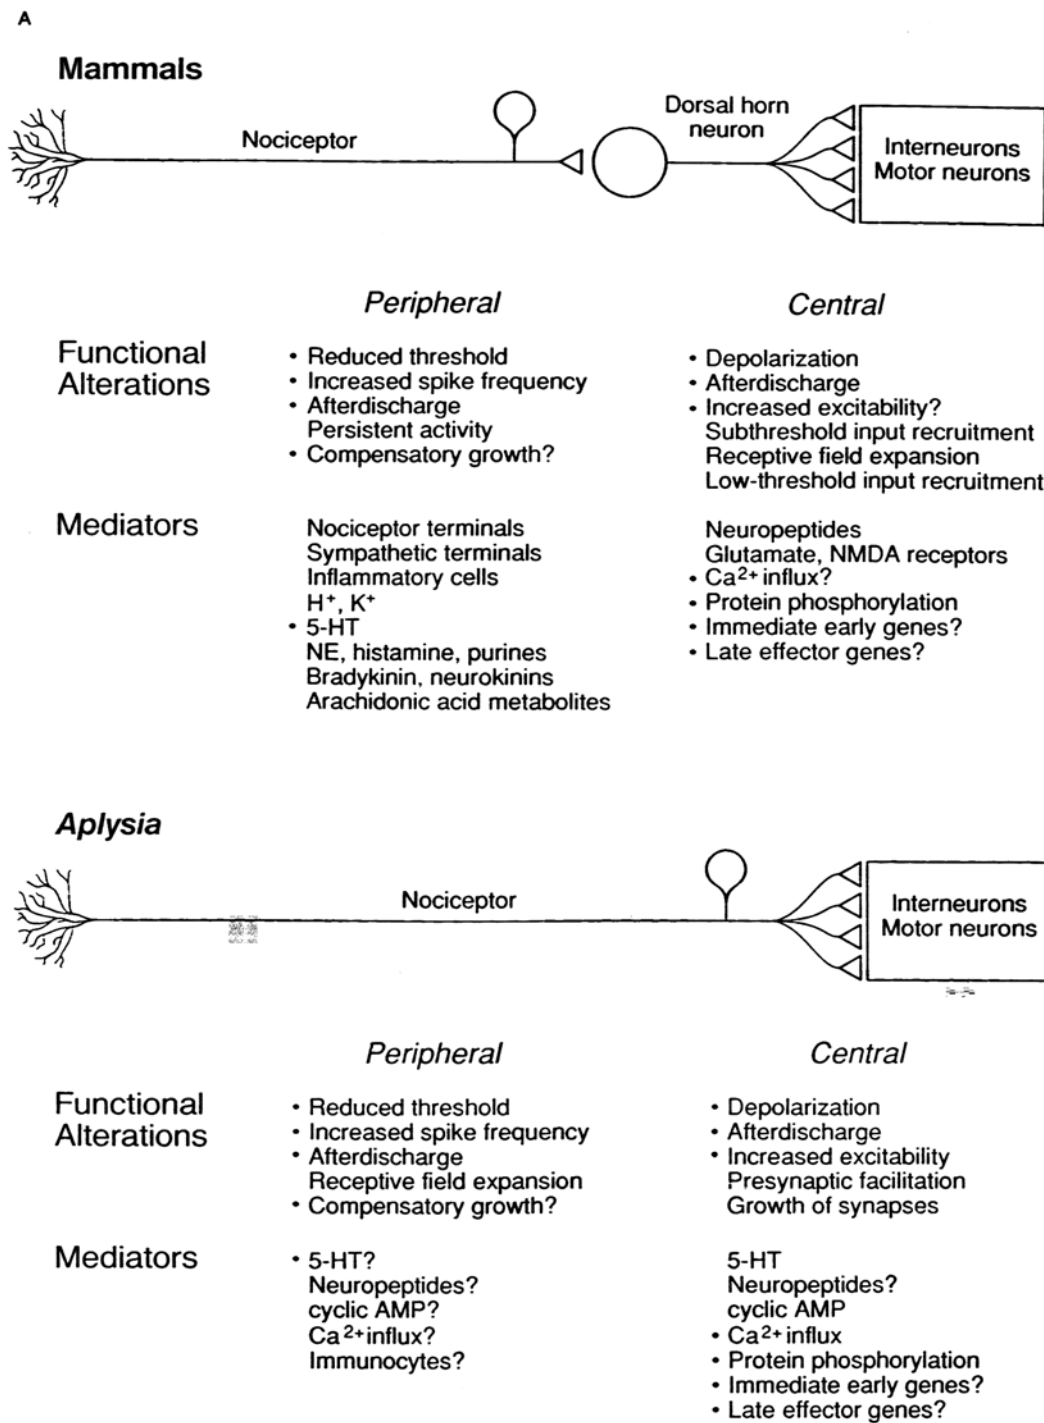 A
Mammals
Nociceptor
Dorsal horn
neuron
Interneurons
Motor neurons
Peripheral
Central
Functional
Alterations
• Reduced threshold
• Increased spike frequency
• Afterdischarge
Persistent activity
• Compensatory growth?
• Depolarization
• Afterdischarge
• Increased excitability?
Subthreshold input recruitment
Receptive field expansion
Low-threshold input recruitment
Mediators
Nociceptor terminals
Sympathetic terminals
Inflammatory cells
H⁺, K⁺
• 5-HT
NE, histamine, purines
Bradykinin, neurokinins
Arachidonic acid metabolites
Neuropeptides
Glutamate, NMDA receptors
• Ca²⁺ influx?
• Protein phosphorylation
• Immediate early genes?
• Late effector genes?
Aplysia
Nociceptor
Interneurons
Motor neurons
Peripheral
Central
Functional
Alterations
• Reduced threshold
• Increased spike frequency
• Afterdischarge
Receptive field expansion
• Compensatory growth?
• Depolarization
• Afterdischarge
• Increased excitability
Presynaptic facilitation
Growth of synapses
Mediators
• 5-HT?
Neuropeptides?
cyclic AMP?
Ca²⁺ influx?
Immunocytes?
5-HT
Neuropeptides?
cyclic AMP
• Ca²⁺ influx
• Protein phosphorylation
• Immediate early genes?
• Late effector genes?